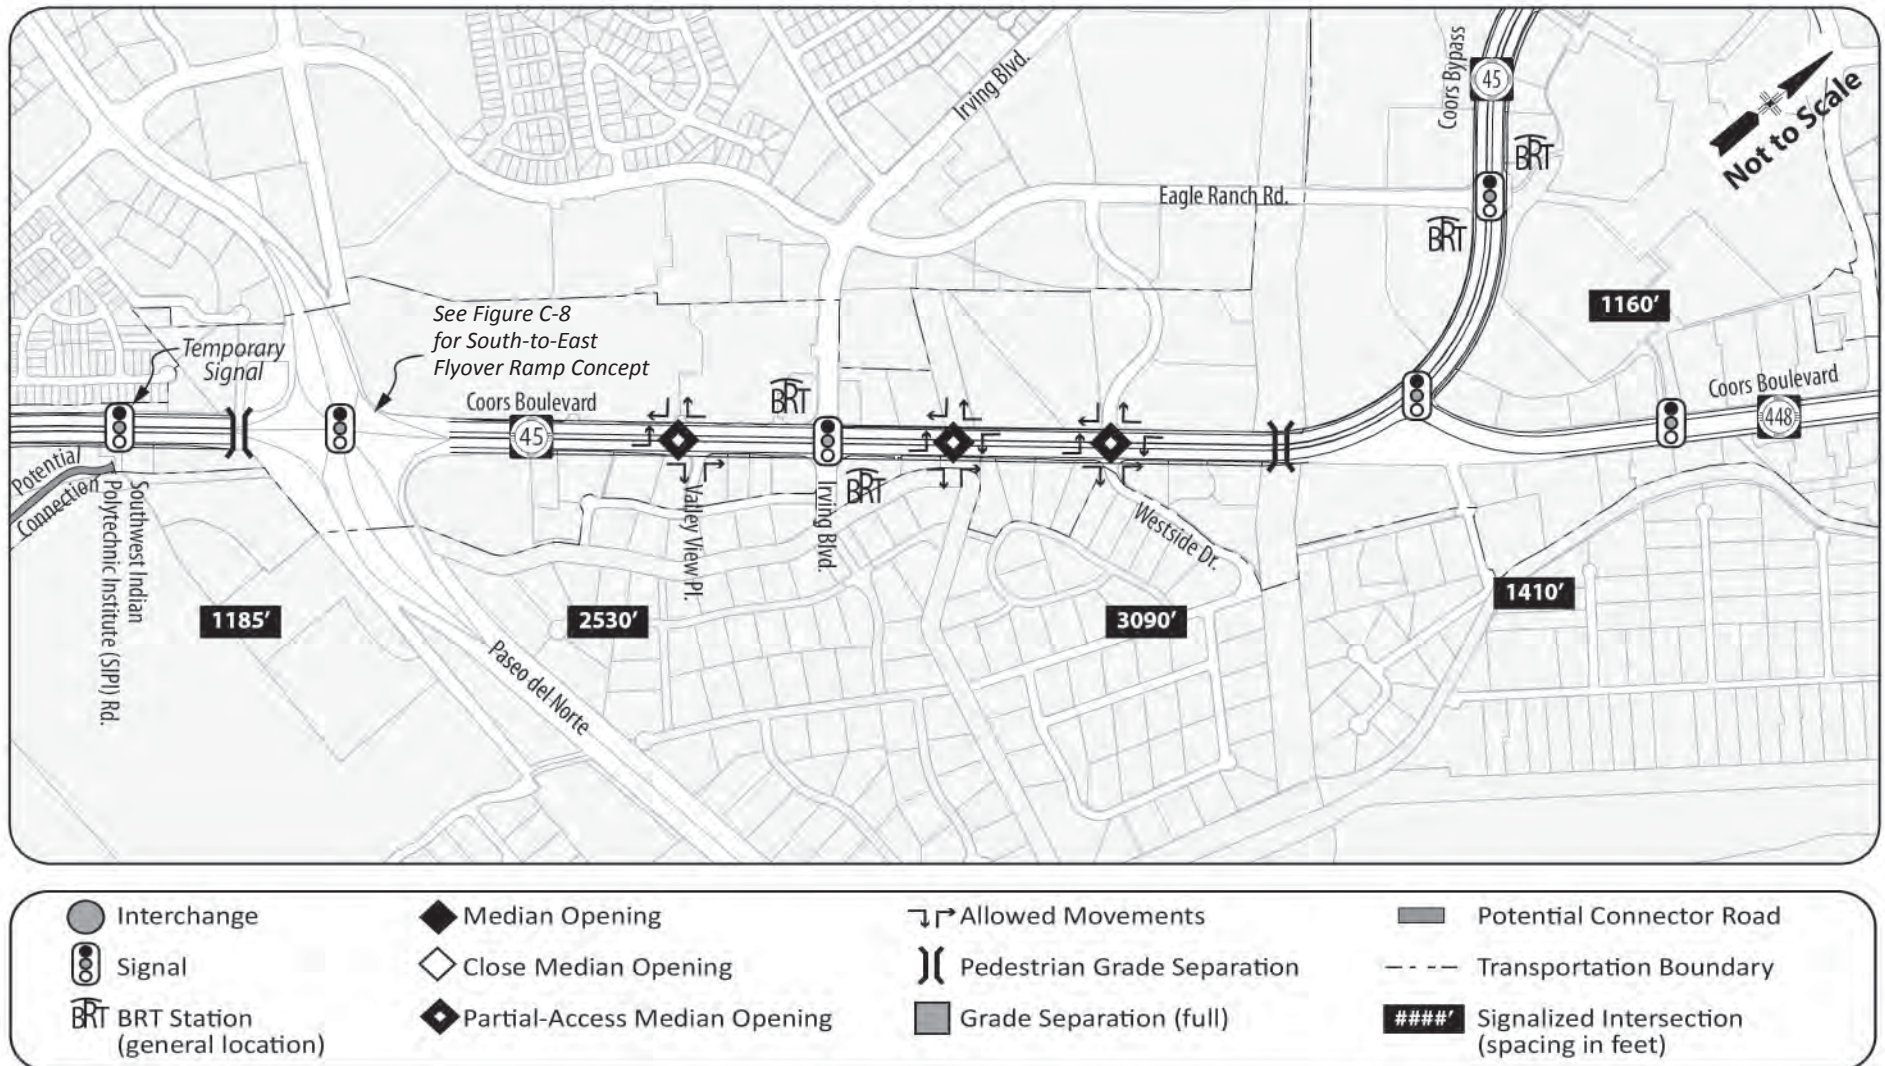 Irving Blvd.
Coors Bypass
45
BRT
Not to Scale
Eagle Ranch Rd.
BRT
1160’
See Figure C-8
for South-to-East
Flyover Ramp Concept
Temporary
Signal
Coors Boulevard
45
BRT
Coors Boulevard
448
Potential
Connection
Southwest Indian
Polytechnic Institute (SIPI) Rd.
Valley View Pl.
Irving Blvd.
BRT
Westside Dr.
1185’
2530’
3090’
1410’
Paseo del Norte
Interchange
Signal
BRT BRT Station
(general location)
Median Opening
Close Median Opening
Partial-Access Median Opening
Allowed Movements
Pedestrian Grade Separation
Grade Separation (full)
Potential Connector Road
Transportation Boundary
####’ Signalized Intersection
(spacing in feet)